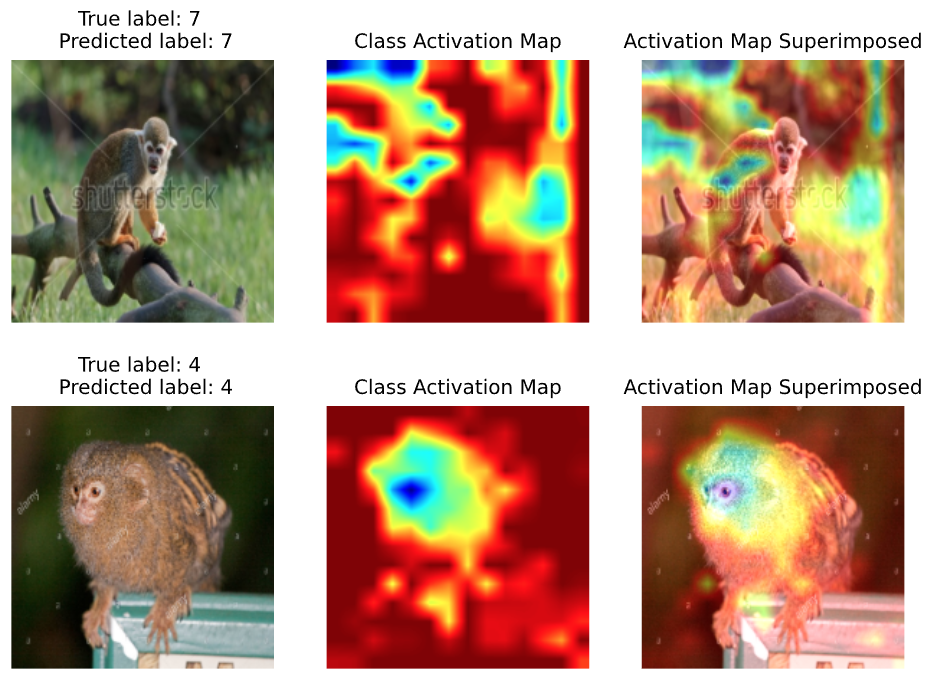 True label: 7
Predicted label: 7
Class Activation Map
Activation Map Superimposed
shutterstock
shutterstock
True label: 4
Predicted label: 4
Class Activation Map
Activation Map Superimposed
a
a
a
a
a
a
alamy
alamy
a
a
a
a